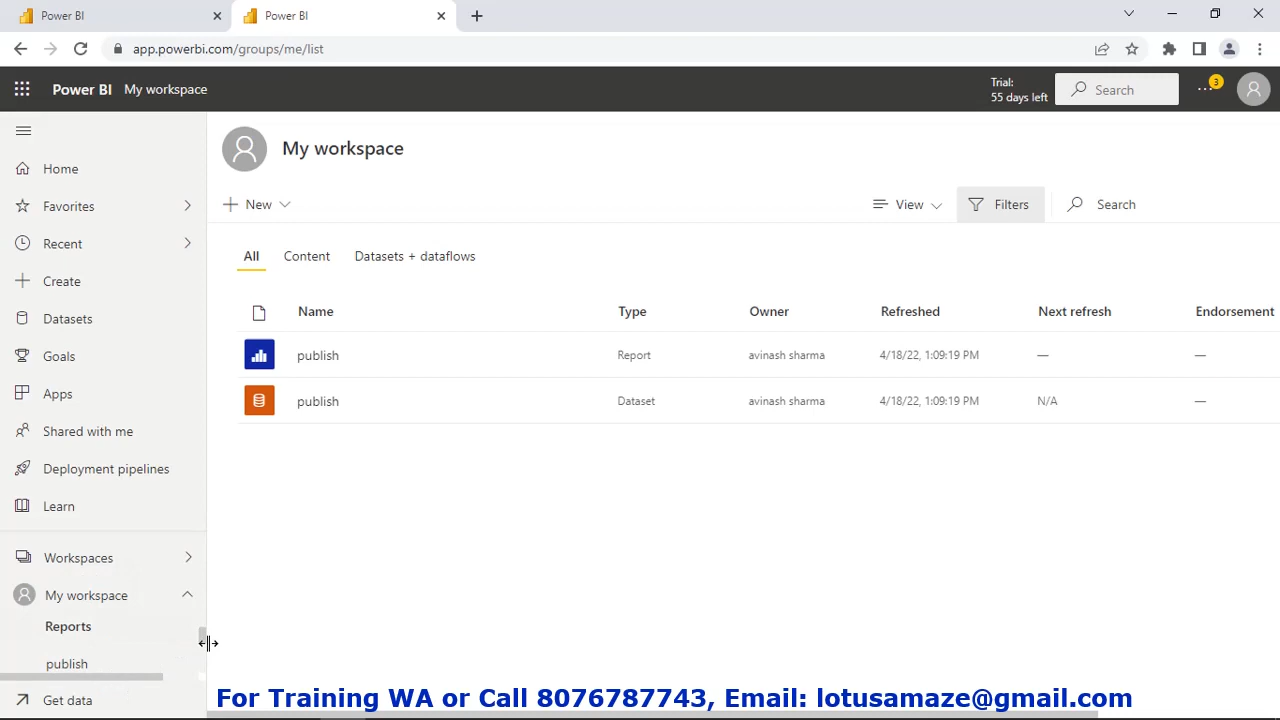 Power BI
Power BI
app.powerbi.com/groups/me/list
Power BI My workspace
Trial:
55 days left
Search
3
Home
Favorites
Recent
Create
Datasets
Goals
Apps
Shared with me
Deployment pipelines
Learn
Workspaces
My workspace
Reports
publish
Get data
My workspace
New
View
Filters
Search
All Content Datasets + dataflows
Name Type Owner Refreshed Next refresh Endorsement
publish Report avinash sharma 4/18/22, 1:09:19 PM — —
publish Dataset avinash sharma 4/18/22, 1:09:19 PM N/A —
For Training WA or Call 8076787743, Email: lotusamaze@gmail.com